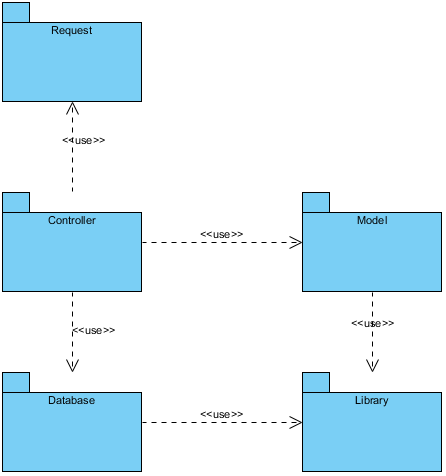 Request
<<use>>
Controller
<<use>>
Model
<<use>>
<<use>>
Database
<<use>>
Library